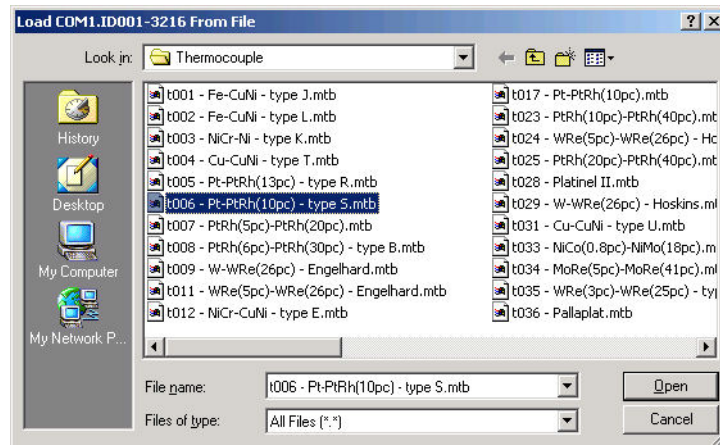 Load COM1.ID001-3216 From File
Look in: Thermocouple
History
Desktop
My Computer
My Network P...
t001 - Fe-CuNi - type J.mtb
t002 - Fe-CuNi - type L.mtb
t003 - NiCr-Ni - type K.mtb
t004 - Cu-CuNi - type T.mtb
t005 - Pt-PtRh(13pc) - type R.mtb
t006 - Pt-PtRh(10pc) - type S.mtb
t007 - PtRh(5pc)-PtRh(20pc).mtb
t008 - PtRh(6pc)-PtRh(30pc) - type B.mtb
t009 - W-WRe(26pc) - Engelhard.mtb
t011 - WRe(5pc)-WRe(26pc) - Engelhard.mtb
t012 - NiCr-CuNi - type E.mtb
t017 - Pt-PtRh(10pc).mtb
t023 - PtRh(10pc)-PtRh(40pc).mt
t024 - WRe(5pc)-WRe(26pc) - Hc
t025 - PtRh(20pc)-PtRh(40pc).mt
t028 - Platinel II.mtb
t029 - W-WRe(26pc) - Hoskins.ml
t031 - Cu-CuNi - type U.mtb
t033 - NiCo(0.8pc)-NiMo(18pc).m
t034 - MoRe(5pc)-MoRe(41pc).ml
t035 - WRe(3pc)-WRe(25pc) - ty
t036 - Pallaplat.mtb
File name: t006 - Pt-PtRh(10pc) - type S.mtb Open
Files of type: All Files (*.*) Cancel